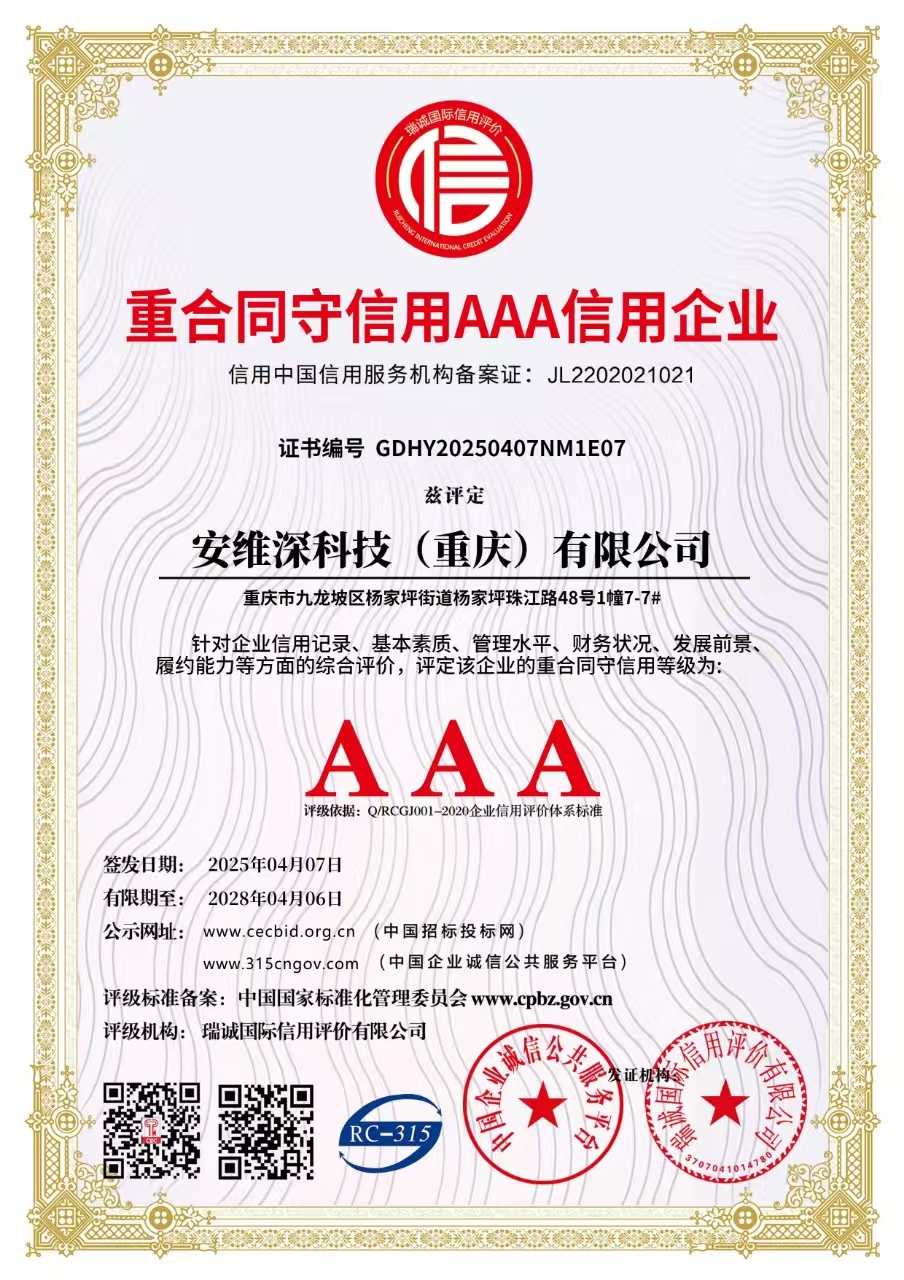 瑞诚国际信用评价
信
RUICHENG INTERNATIONAL CREDIT EVALUATION
重合同守信用AAA信用企业
信用中国信用服务机构备案证：JL2202021021
证书编号 GDHY20250407NM1E07
兹评定
安维深科技（重庆）有限公司
重庆市九龙坡区杨家坪街道杨家坪珠江路48号1幢7-7#
针对企业信用记录、基本素质、管理水平、财务状况、发展前景、
履约能力等方面的综合评价，评定该企业的重合同守信用等级为:
AAA
评级依据：Q/RCGJ001-2020企业信用评价体系标准
签发日期： 2025年04月07日
有限期至： 2028年04月06日
公示网址： www.cecbid.org.cn （中国招标投标网）
www.315cngov.com （中国企业诚信公共服务平台）
评级标准备案：中国国家标准化管理委员会 www.cpbz.gov.cn
评级机构： 瑞诚国际信用评价有限公司
发证机构：
RC-315
中国企业诚信公共服务平台
瑞诚国际信用评价有限公司
3707041014780